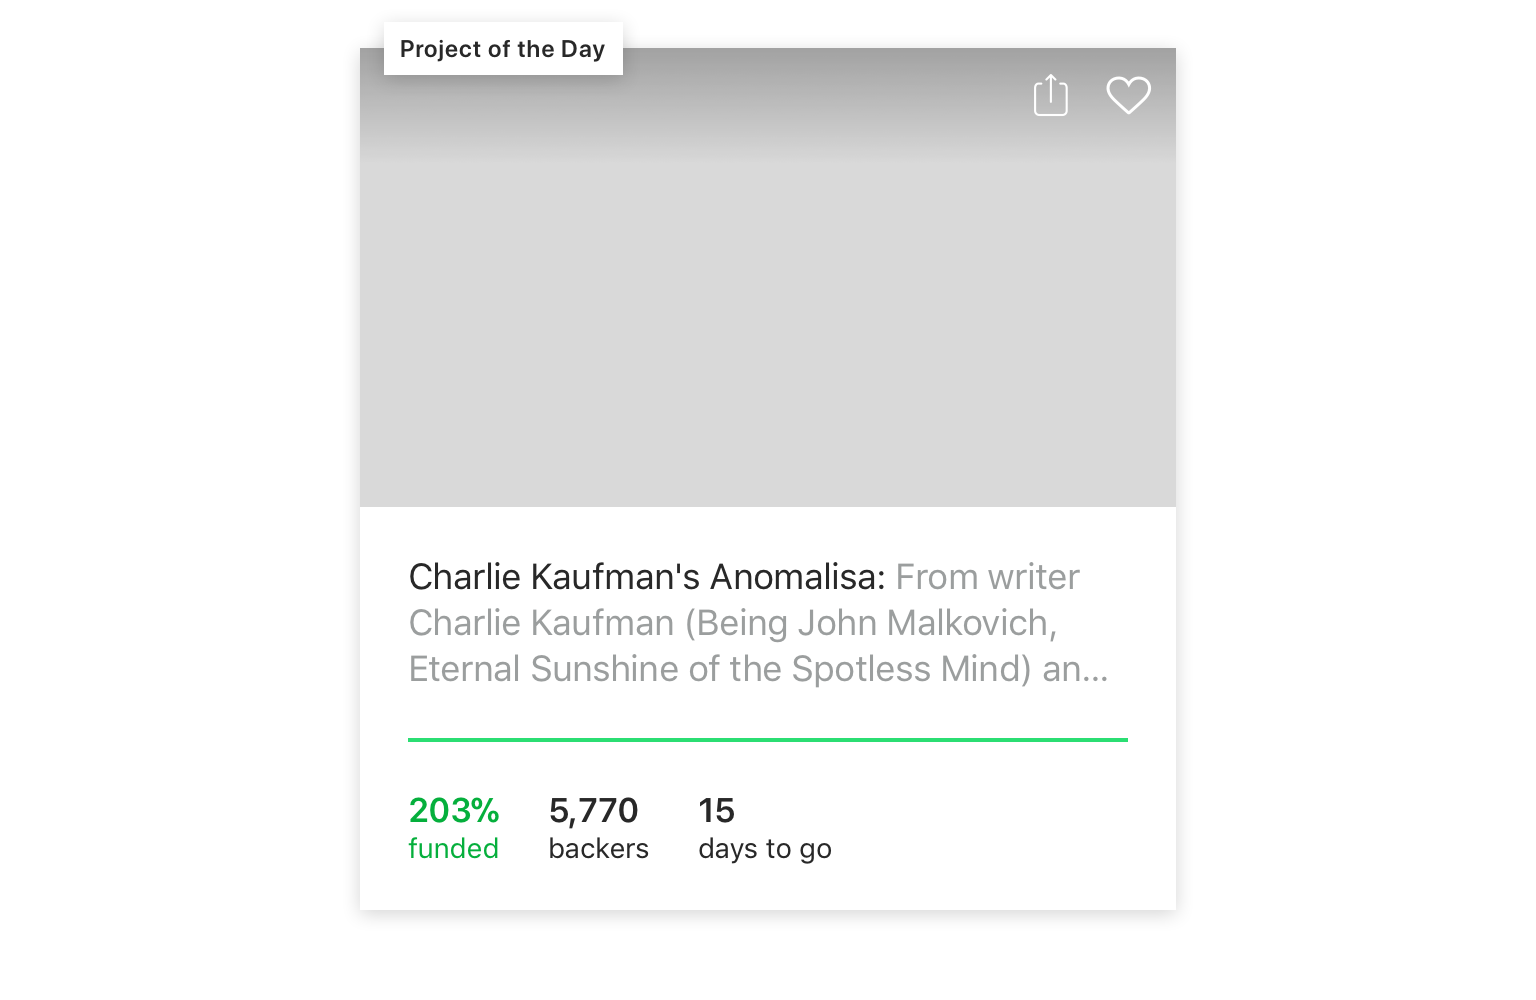 Project of the Day
Charlie Kaufman's Anomalisa: From writer
Charlie Kaufman (Being John Malkovich,
Eternal Sunshine of the Spotless Mind) an...
203% 5,770 15
funded backers days to go